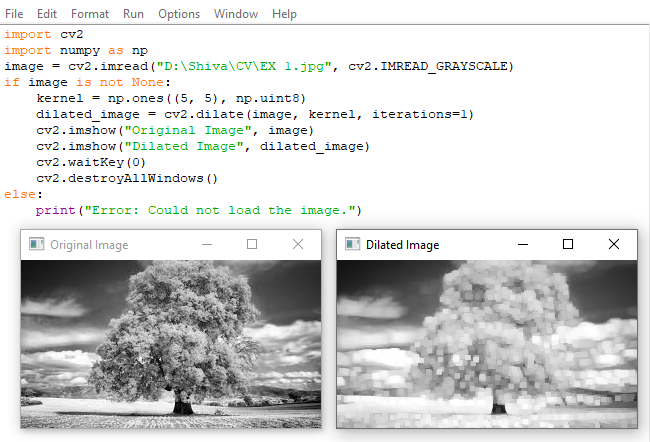 File Edit Format Run Options Window Help
import cv2
import numpy as np
image = cv2.imread("D:\Shiva\CV\EX 1.jpg", cv2.IMREAD_GRAYSCALE)
if image is not None:
    kernel = np.ones((5, 5), np.uint8)
    dilated_image = cv2.dilate(image, kernel, iterations=1)
    cv2.imshow("Original Image", image)
    cv2.imshow("Dilated Image", dilated_image)
    cv2.waitKey(0)
    cv2.destroyAllWindows()
else:
    print("Error: Could not load the image.")
Original Image
Dilated Image